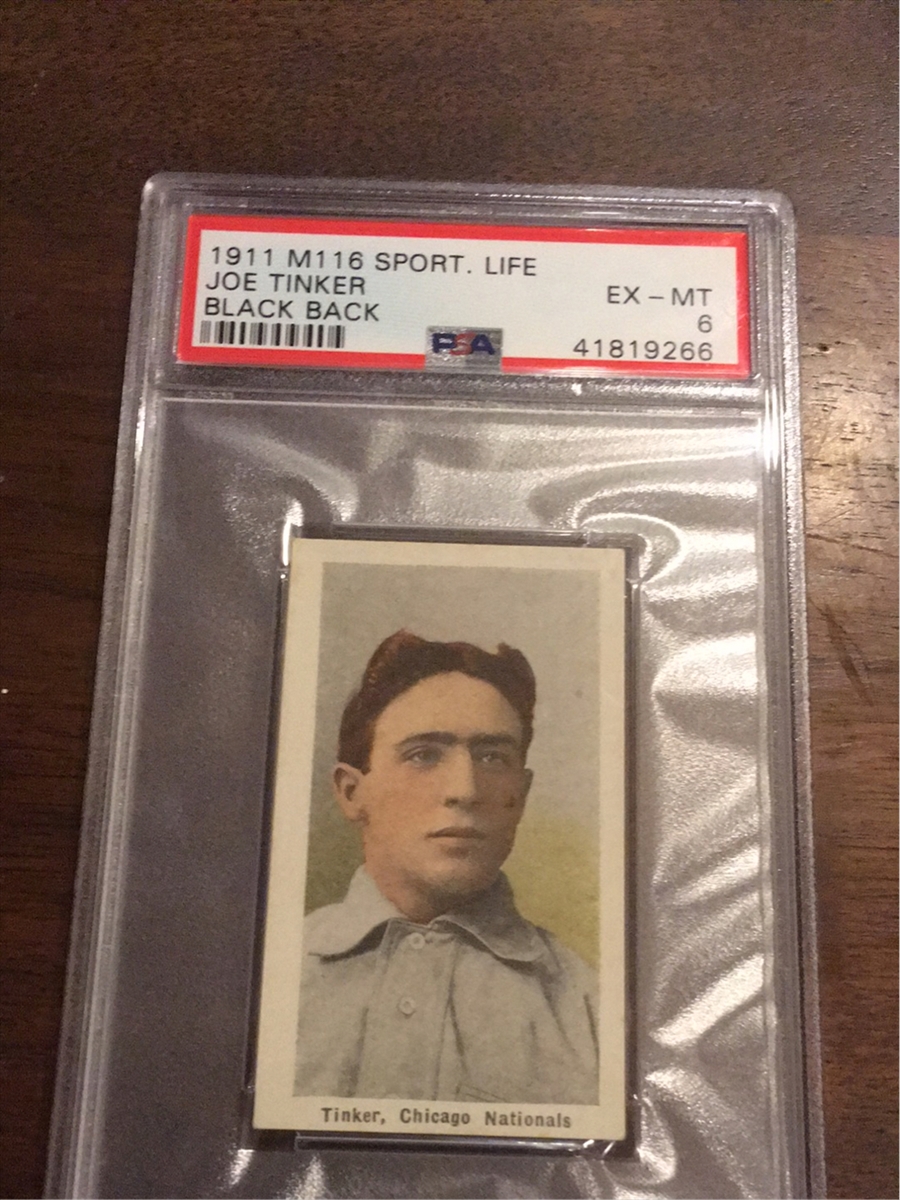 1911 M116 SPORT. LIFE
JOE TINKER
BLACK BACK
EX – MT
6
41819266
PSA
Tinker, Chicago Nationals